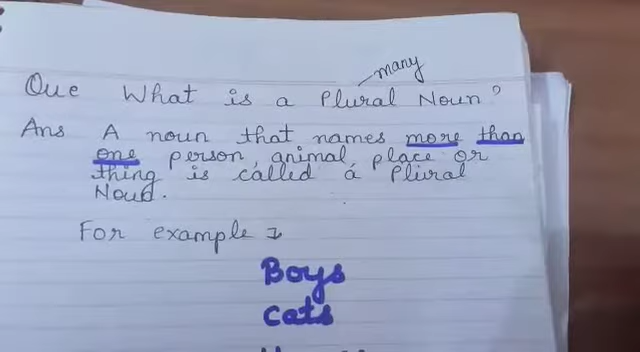 many
Que What is a Plural Noun?
Ans A noun that names more than
one person, animal, place or
thing is called a Plural
Noun.
For example :
Boys
Cats